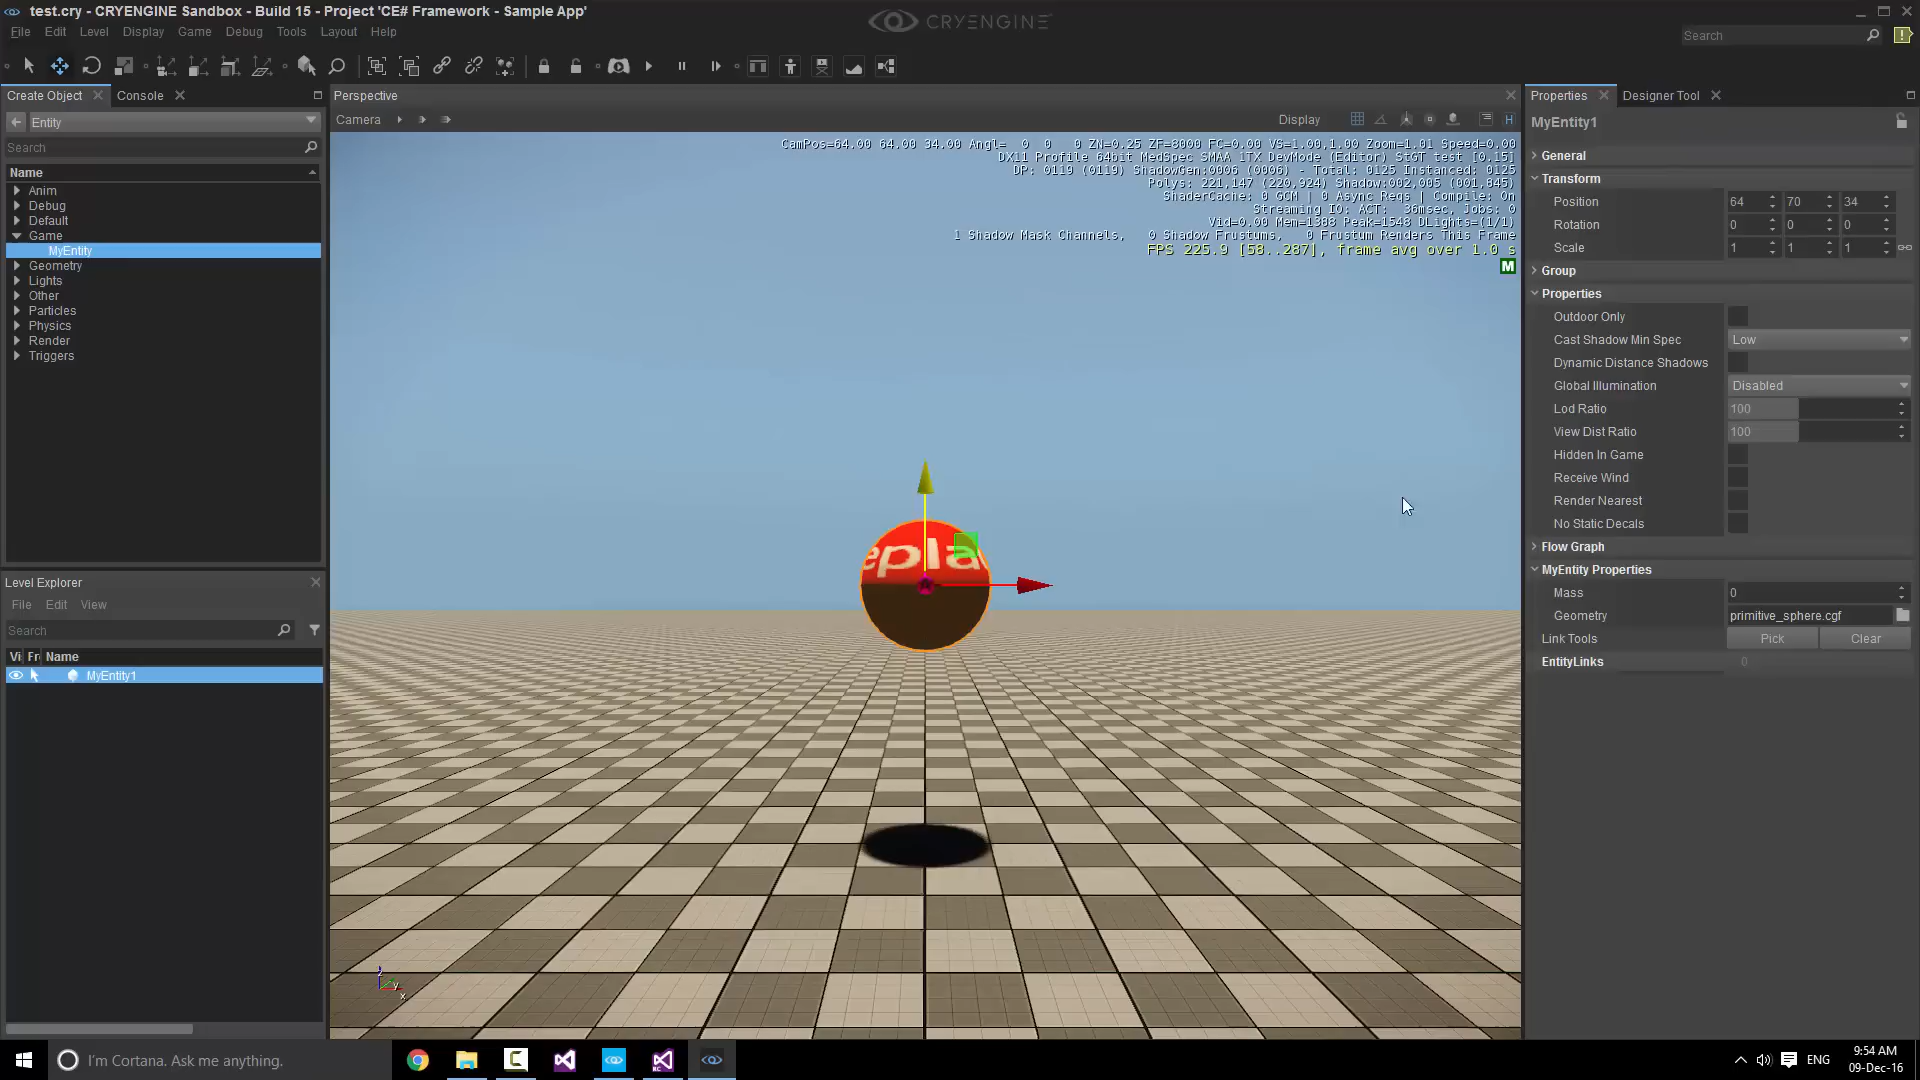 test.cry - CRYENGINE Sandbox - Build 15 - Project 'CE# Framework - Sample App'
CRYENGINE
File Edit Level Display Game Debug Tools Layout Help
Search
Create Object
Console
Entity
Search
Name
Anim
Debug
Default
Game
MyEntity
Geometry
Lights
Other
Particles
Physics
Render
Triggers
Level Explorer
File Edit View
Search
Vi Fr Name
MyEntity1
Perspective
Camera
Display
H
CamPos=64.00 64.00 34.00 Angl= 0 0 0 ZN=0.25 ZF=8000 FC=0.00 VS=1.00,1.00 Zoom=1.01 Speed=0.00
DX11 Profile 64bit MedSpec SMAA 1TX DevMode (Editor) StGT test [0.15]
DP: 0119 (0119) ShadowGen:0006 (0006) - Total: 0125 Instanced: 0125
Polys: 221,147 (220,924) Shadow:002,005 (001,845)
ShaderCache: 0 GCM | 0 Async Reqs | Compile: On
Streaming IO: ACT: 36msec, Jobs: 0
Vid=0.00 Mem=1388 Peak=1548 DLights=(1/1)
1 Shadow Mask Channels, 0 Shadow Frustums, 0 Frustum Renders This Frame
FPS 225.9 [58..287], frame avg over 1.0 s
M
epla
z
y
x
Properties
Designer Tool
MyEntity1
General
Transform
Position 64 70 34
Rotation 0 0 0
Scale 1 1 1
Group
Properties
Outdoor Only
Cast Shadow Min Spec Low
Dynamic Distance Shadows
Global Illumination Disabled
Lod Ratio 100
View Dist Ratio 100
Hidden In Game
Receive Wind
Render Nearest
No Static Decals
Flow Graph
MyEntity Properties
Mass 0
Geometry primitive_sphere.cgf
Link Tools Pick Clear
EntityLinks 0
I'm Cortana. Ask me anything.
ENG
9:54 AM
09-Dec-16